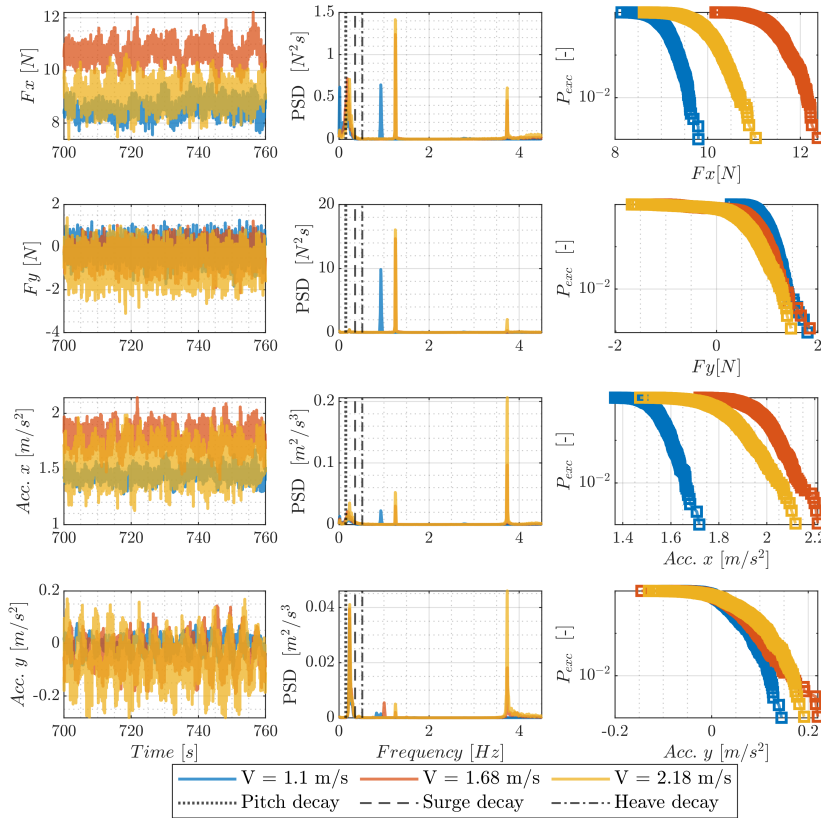 Fx [N]
12
10
8
700 720 740 760
PSD [N²s]
1.5
1
0.5
0
0 2 4
P_exc [-]
10⁻²
8 10 12
Fx[N]
Fy [N]
2
0
-2
-4
700 720 740 760
PSD [N²s]
20
10
0
0 2 4
P_exc [-]
10⁻²
-2 0 2
Fy[N]
Acc. x [m/s²]
2
1.5
1
700 720 740 760
PSD [m²/s³]
0.2
0.1
0
0 2 4
P_exc [-]
10⁻²
1.4 1.6 1.8 2 2.2
Acc. x [m/s²]
Acc. y [m/s²]
0.2
0
-0.2
700 720 740 760
Time [s]
PSD [m²/s³]
0.04
0.02
0
0 2 4
Frequency [Hz]
P_exc [-]
10⁻²
-0.2 0 0.2
Acc. y [m/s²]
V = 1.1 m/s V = 1.68 m/s V = 2.18 m/s
Pitch decay Surge decay Heave decay